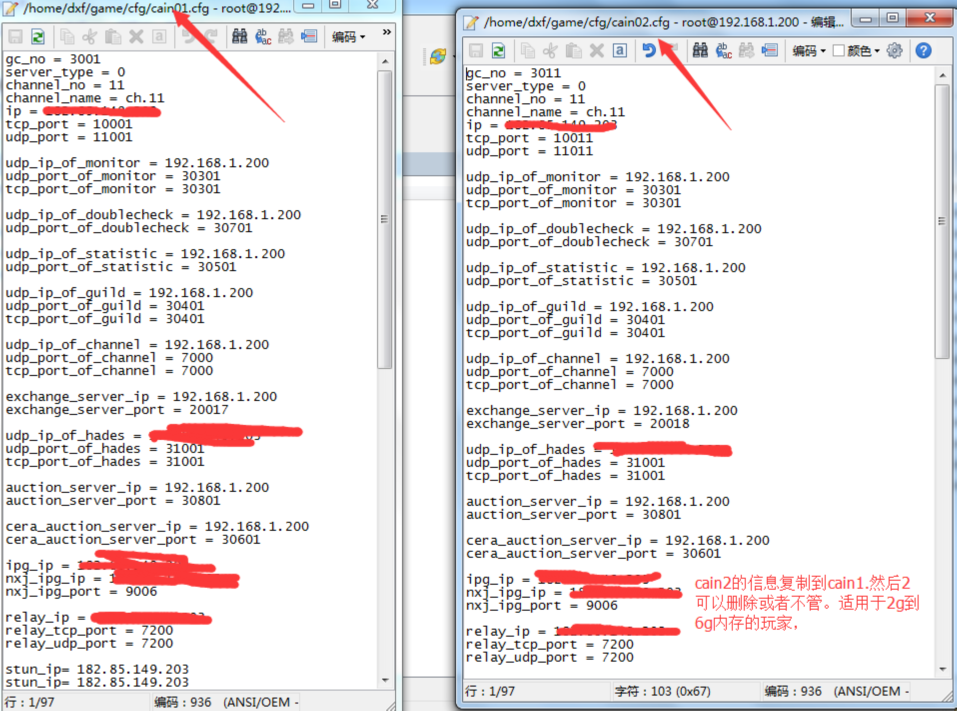 /home/dxf/game/cfg/cain01.cfg - root@192....
编码
gc_no = 3001
server_type = 0
channel_no = 11
channel_name = ch.11
ip =
tcp_port = 10001
udp_port = 11001
udp_ip_of_monitor = 192.168.1.200
udp_port_of_monitor = 30301
tcp_port_of_monitor = 30301
udp_ip_of_doublecheck = 192.168.1.200
udp_port_of_doublecheck = 30701
udp_ip_of_statistic = 192.168.1.200
udp_port_of_statistic = 30501
udp_ip_of_guild = 192.168.1.200
udp_port_of_guild = 30401
tcp_port_of_guild = 30401
udp_ip_of_channel = 192.168.1.200
udp_port_of_channel = 7000
tcp_port_of_channel = 7000
exchange_server_ip = 192.168.1.200
exchange_server_port = 20017
udp_ip_of_hades =
udp_port_of_hades = 31001
tcp_port_of_hades = 31001
auction_server_ip = 192.168.1.200
auction_server_port = 30801
cera_auction_server_ip = 192.168.1.200
cera_auction_server_port = 30601
ipg_ip =
nxj_ipg_ip =
nxj_ipg_port = 9006
relay_ip =
relay_tcp_port = 7200
relay_udp_port = 7200
stun_ip= 182.85.149.203
stun_ip= 182.85.149.203
行: 1/97
编码: 936 (ANSI/OEM -
/home/dxf/game/cfg/cain02.cfg - root@192.168.1.200 - 编辑...
编码
颜色
gc_no = 3011
server_type = 0
channel_no = 11
channel_name = ch.11
ip =
tcp_port = 10011
udp_port = 11011
udp_ip_of_monitor = 192.168.1.200
udp_port_of_monitor = 30301
tcp_port_of_monitor = 30301
udp_ip_of_doublecheck = 192.168.1.200
udp_port_of_doublecheck = 30701
udp_ip_of_statistic = 192.168.1.200
udp_port_of_statistic = 30501
udp_ip_of_guild = 192.168.1.200
udp_port_of_guild = 30401
tcp_port_of_guild = 30401
udp_ip_of_channel = 192.168.1.200
udp_port_of_channel = 7000
tcp_port_of_channel = 7000
exchange_server_ip = 192.168.1.200
exchange_server_port = 20018
udp_ip_of_hades =
udp_port_of_hades = 31001
tcp_port_of_hades = 31001
auction_server_ip = 192.168.1.200
auction_server_port = 30801
cera_auction_server_ip = 192.168.1.200
cera_auction_server_port = 30601
ipg_ip =
nxj_ipg_ip =
nxj_ipg_port = 9006
relay_ip =
relay_tcp_port = 7200
relay_udp_port = 7200
cain2的信息复制到cain1.然后2
可以删除或者不管。适用于2g到
6g内存的玩家，
行: 1/97
字符: 103 (0x67)
编码: 936 (ANSI/OEM -